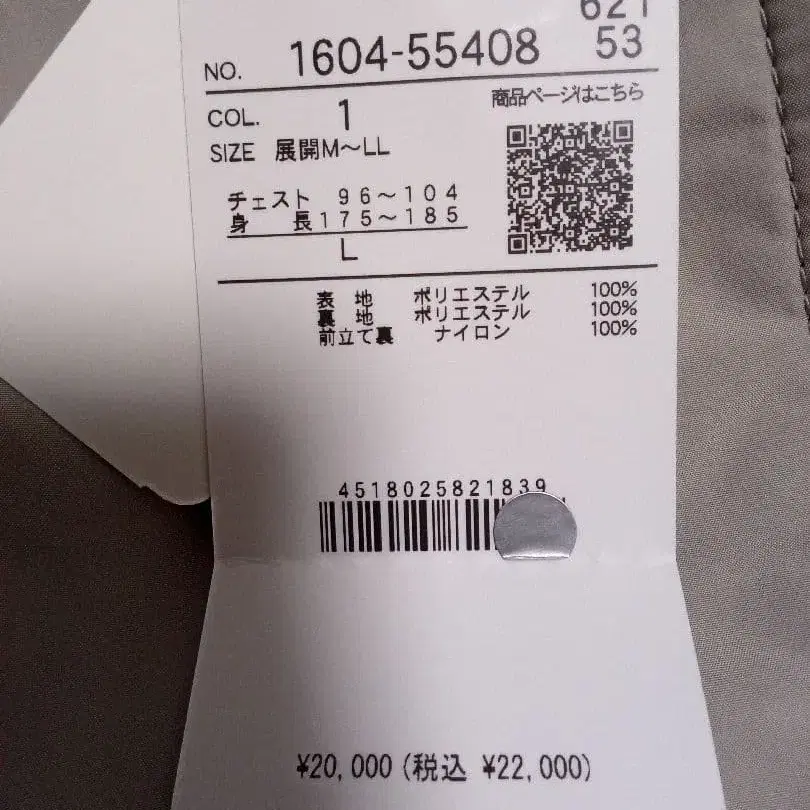 621
NO. 1604-55408 53
商品ページはこちら
COL. 1
SIZE 展開M～LL
チェスト 96～104
身長175～185
L
表地 ポリエステル 100%
裏地 ポリエステル 100%
前立て裏 ナイロン 100%
4518025821839
¥20,000(税込 ¥22,000)